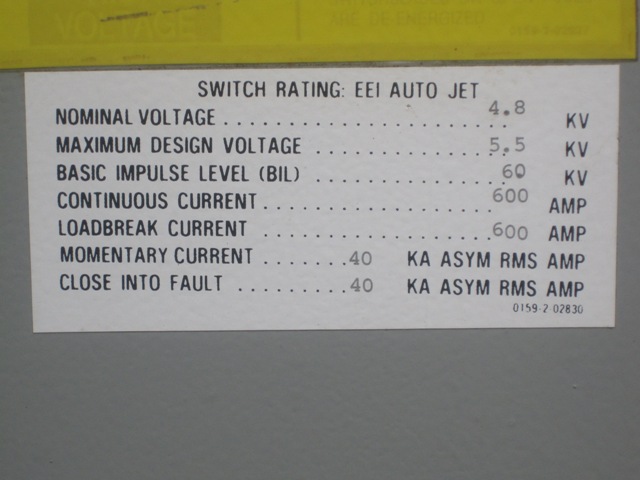 VOLTAGE
ARE DE-ENERGIZED
SWITCH RATING: EEI AUTO JET
NOMINAL VOLTAGE . . . . . . . . . . . . . . . . . . . . . 4.8 KV
MAXIMUM DESIGN VOLTAGE . . . . . . . . . . . . . . 5.5 KV
BASIC IMPULSE LEVEL (BIL) . . . . . . . . . . . . . . . 60 KV
CONTINUOUS CURRENT . . . . . . . . . . . . . . . . . 600 AMP
LOADBREAK CURRENT . . . . . . . . . . . . . . . . . 600 AMP
MOMENTARY CURRENT . . . . . . . 40 KA ASYM RMS AMP
CLOSE INTO FAULT . . . . . . . . . 40 KA ASYM RMS AMP
0159-2 02830